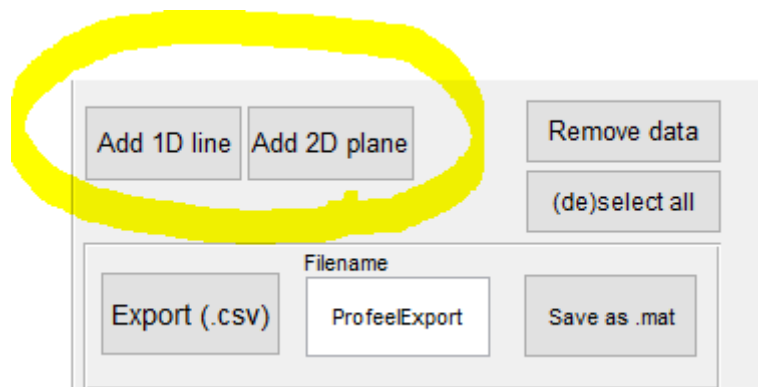 Add 1D line
Add 2D plane
Remove data
(de)select all
Filename
Export (.csv)
ProfeelExport
Save as .mat